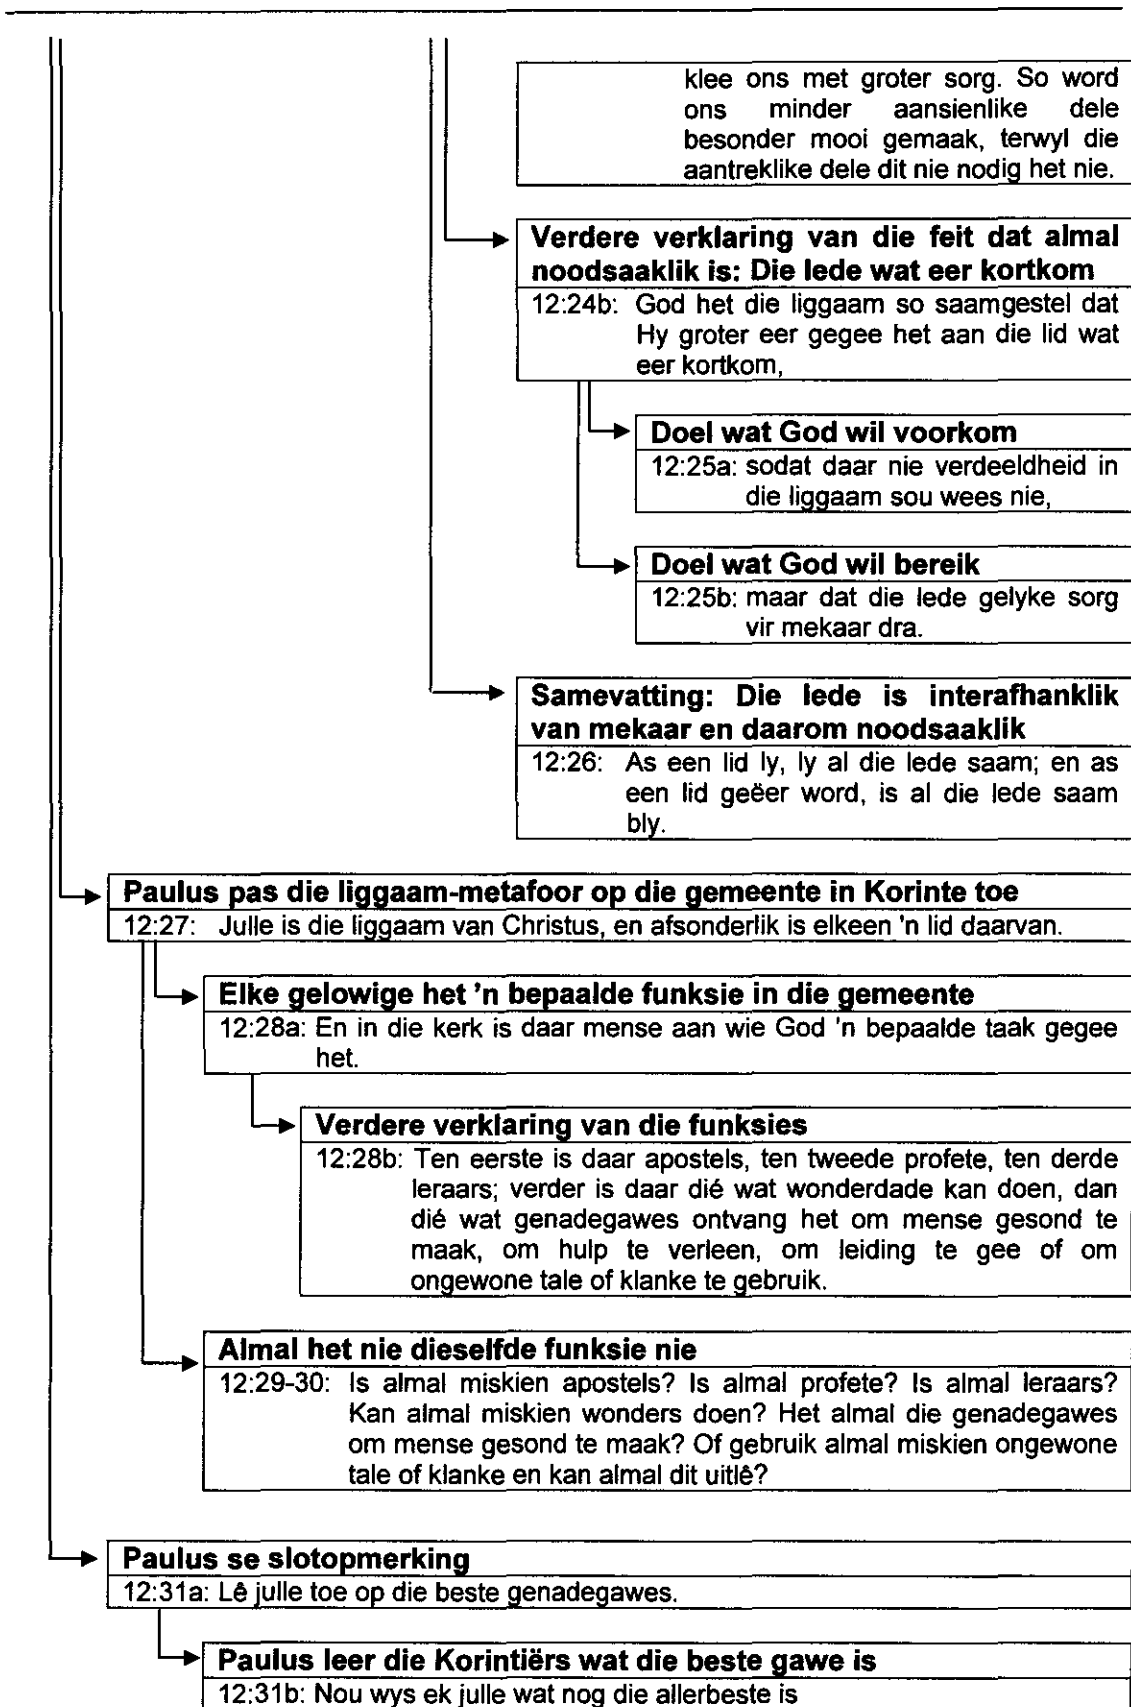 klee ons met groter sorg. So word
ons minder aansienlike dele
besonder mooi gemaak, terwyl die
aantreklike dele dit nie nodig het nie.
Verdere verklaring van die feit dat almal
noodsaaklik is: Die lede wat eer kortkom
12:24b: God het die liggaam so saamgestel dat
Hy groter eer gegee het aan die lid wat
eer kortkom,
Doel wat God wil voorkom
12:25a: sodat daar nie verdeeldheid in
die liggaam sou wees nie,
Doel wat God wil bereik
12:25b: maar dat die lede gelyke sorg
vir mekaar dra.
Samevatting: Die lede is interafhanklik
van mekaar en daarom noodsaaklik
12:26: As een lid ly, ly al die lede saam; en as
een lid geëer word, is al die lede saam
bly.
Paulus pas die liggaam-metafoor op die gemeente in Korinte toe
12:27: Julle is die liggaam van Christus, en afsonderlik is elkeen 'n lid daarvan.
Elke gelowige het 'n bepaalde funksie in die gemeente
12:28a: En in die kerk is daar mense aan wie God 'n bepaalde taak gegee
het.
Verdere verklaring van die funksies
12:28b: Ten eerste is daar apostels, ten tweede profete, ten derde
leraars; verder is daar dié wat wonderdade kan doen, dan
dié wat genadegawes ontvang het om mense gesond te
maak, om hulp te verleen, om leiding te gee of om
ongewone tale of klanke te gebruik.
Almal het nie dieselfde funksie nie
12:29-30: Is almal miskien apostels? Is almal profete? Is almal leraars?
Kan almal miskien wonders doen? Het almal die genadegawes
om mense gesond te maak? Of gebruik almal miskien ongewone
tale of klanke en kan almal dit uitlê?
Paulus se slotopmerking
12:31a: Lê julle toe op die beste genadegawes.
Paulus leer die Korintiërs wat die beste gawe is
12:31b: Nou wys ek julle wat nog die allerbeste is